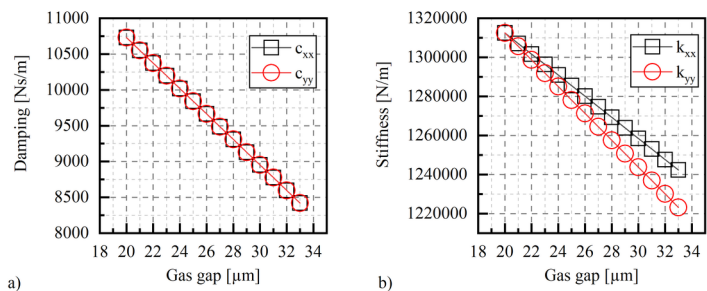 11000
10500
10000
9500
9000
8500
8000
Damping [Ns/m]
c_xx
c_yy
18 20 22 24 26 28 30 32 34
Gas gap [µm]
a)
1320000
1300000
1280000
1260000
1240000
1220000
Stiffness [N/m]
k_xx
k_yy
18 20 22 24 26 28 30 32 34
Gas gap [µm]
b)